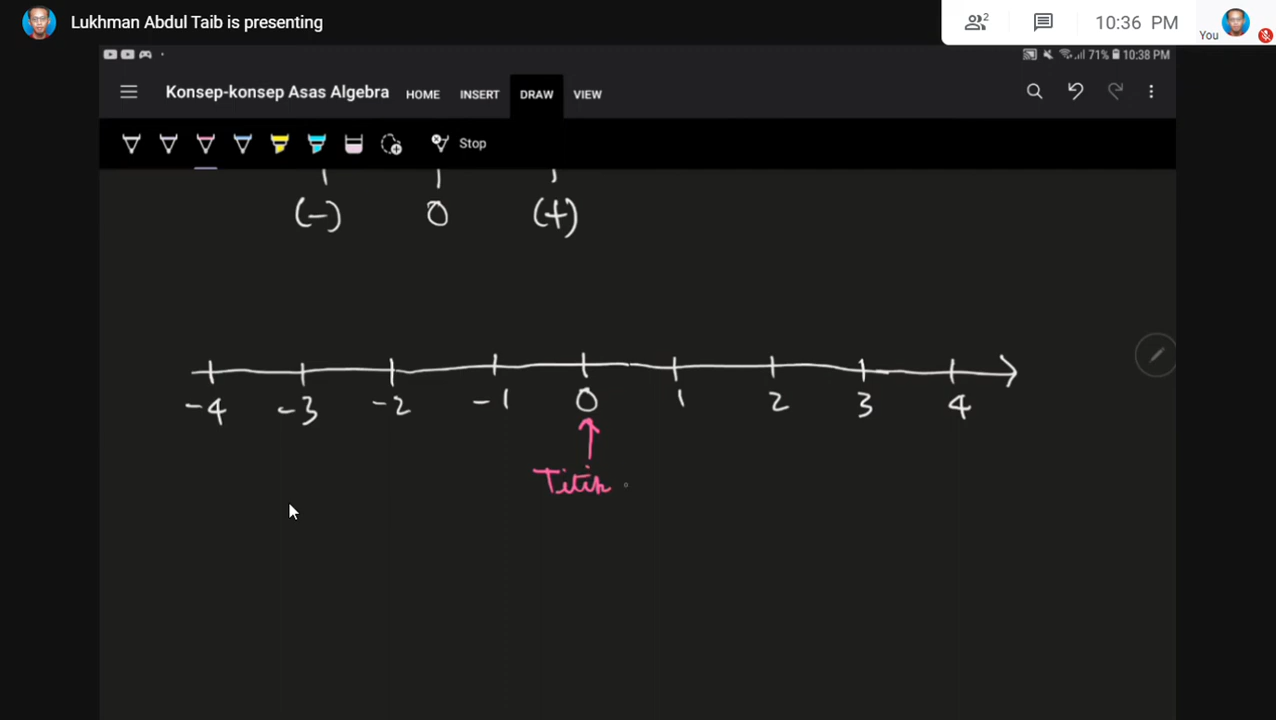 Lukhman Abdul Taib is presenting
2 10:36 PM You
71% 10:38 PM
Konsep-konsep Asas Algebra HOME INSERT DRAW VIEW
Stop
(-) 0 (+)
-4 -3 -2 -1 0 1 2 3 4
Titik